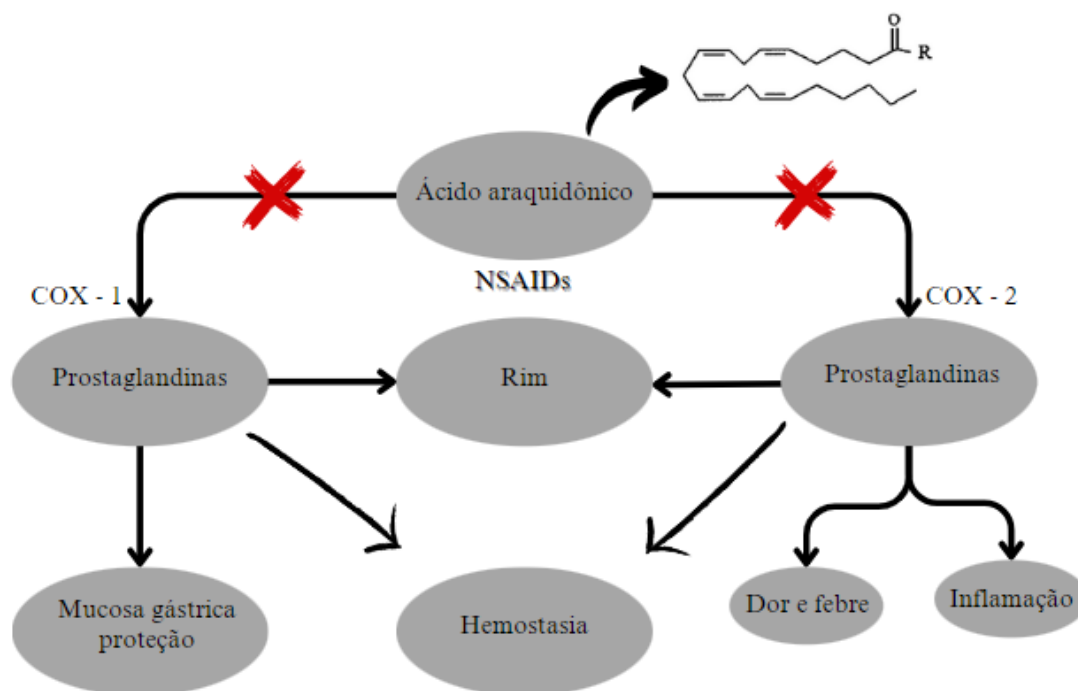 O
R
Ácido araquidônico
NSAIDs
COX - 1
COX - 2
Prostaglandinas
Rim
Prostaglandinas
Mucosa gástrica
proteção
Hemostasia
Dor e febre
Inflamação